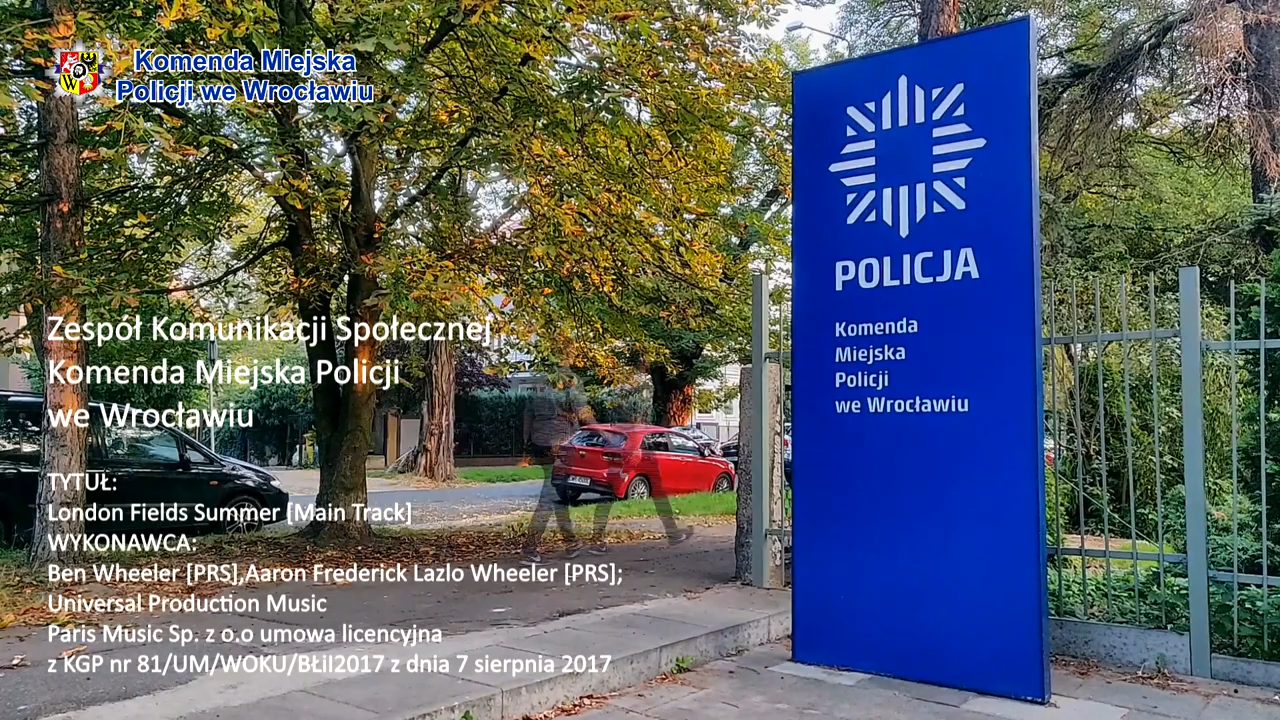 Komenda Miejska
Policji we Wrocławiu
POLICJA
Komenda
Miejska
Policji
we Wrocławiu
Zespół Komunikacji Społecznej
Komenda Miejska Policji
we Wrocławiu
TYTUŁ:
London Fields Summer [Main Track]
WYKONAWCA:
Ben Wheeler [PRS],Aaron Frederick Lazlo Wheeler [PRS];
Universal Production Music
Paris Music Sp. z o.o umowa licencyjna
z KGP nr 81/UM/WOKU/BŁiI2017 z dnia 7 sierpnia 2017